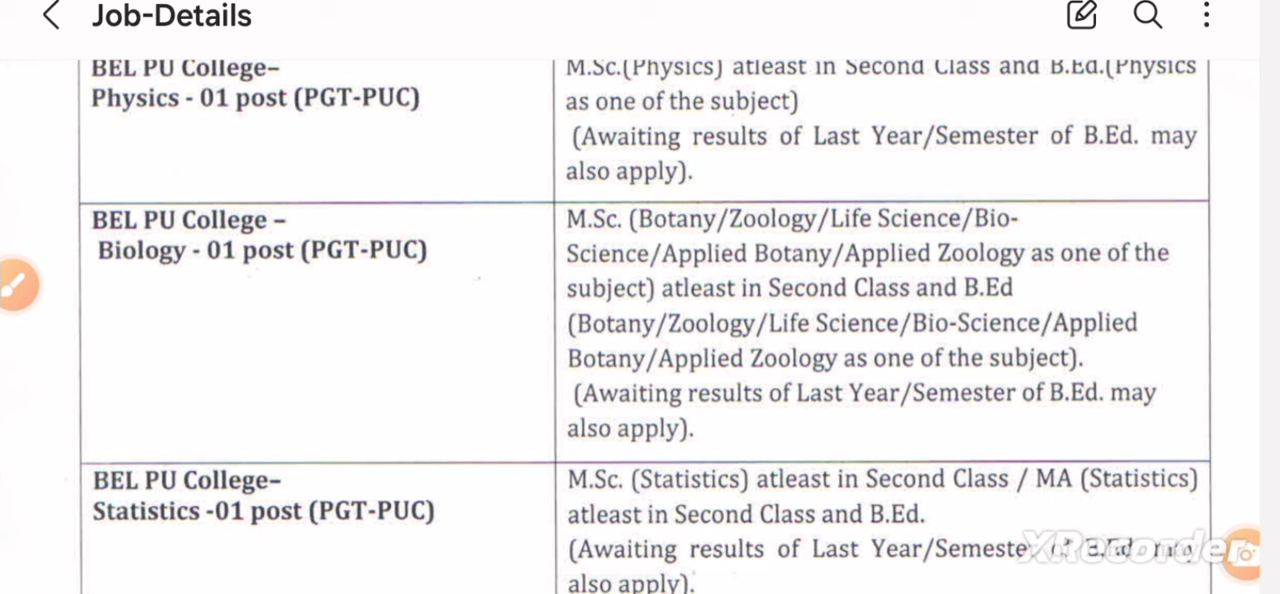 Job-Details
BEL PU College–
Physics - 01 post (PGT-PUC)
M.Sc.(Physics) atleast in Second Class and B.Ed.(Physics
as one of the subject)
(Awaiting results of Last Year/Semester of B.Ed. may
also apply).
BEL PU College –
Biology - 01 post (PGT-PUC)
M.Sc. (Botany/Zoology/Life Science/Bio-
Science/Applied Botany/Applied Zoology as one of the
subject) atleast in Second Class and B.Ed
(Botany/Zoology/Life Science/Bio-Science/Applied
Botany/Applied Zoology as one of the subject).
(Awaiting results of Last Year/Semester of B.Ed. may
also apply).
BEL PU College–
Statistics -01 post (PGT-PUC)
M.Sc. (Statistics) atleast in Second Class / MA (Statistics)
atleast in Second Class and B.Ed.
(Awaiting results of Last Year/Semester of B.Ed. may
also apply).
XRecorder